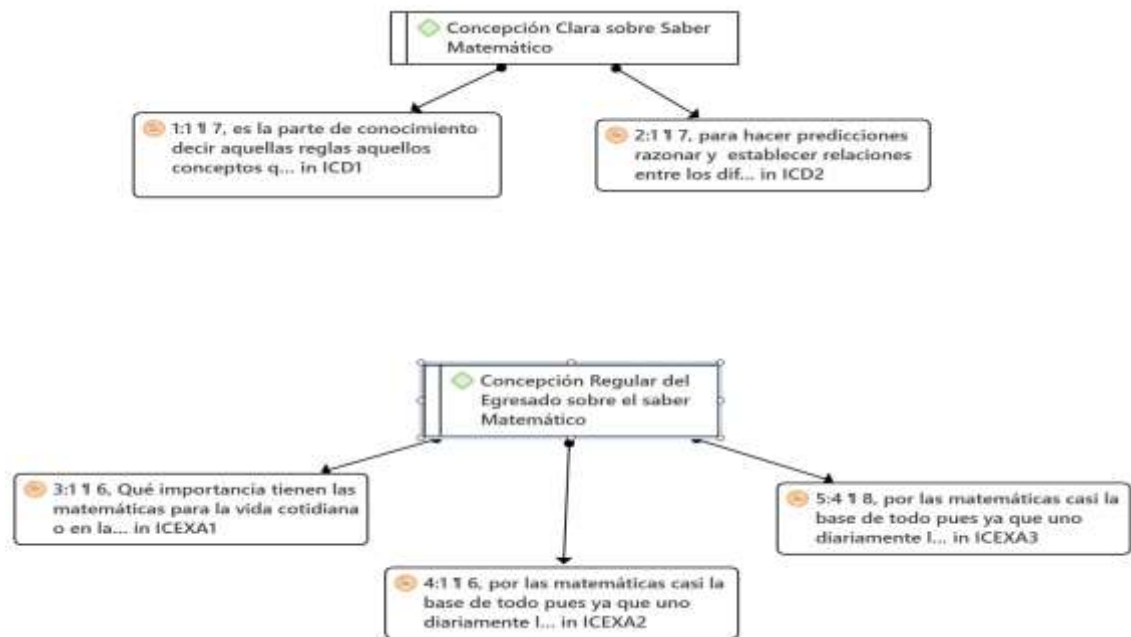 Concepción Clara sobre Saber
Matemático
1:1 ¶ 7, es la parte de conocimiento
decir aquellas reglas aquellos
conceptos q... in ICD1
2:1 ¶ 7, para hacer predicciones
razonar y establecer relaciones
entre los dif... in ICD2
Concepción Regular del
Egresado sobre el saber
Matemático
3:1 ¶ 6, Qué importancia tienen las
matemáticas para la vida cotidiana
o en la... in ICEXA1
5:4 ¶ 8, por las matemáticas casi la
base de todo pues ya que uno
diariamente l... in ICEXA3
4:1 ¶ 6, por las matemáticas casi la
base de todo pues ya que uno
diariamente l... in ICEXA2